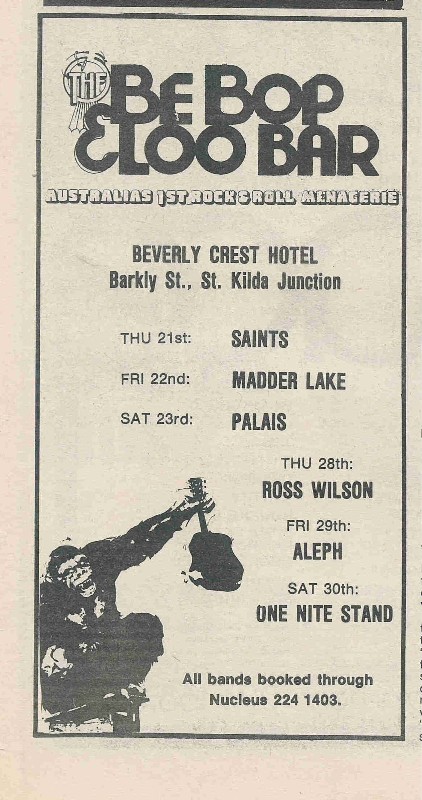 THE
BE BOP
& LOO BAR
AUSTRALIAS 1ST ROCK & ROLL MENAGERIE
BEVERLY CREST HOTEL
Barkly St., St. Kilda Junction
THU 21st: SAINTS
FRI 22nd: MADDER LAKE
SAT 23rd: PALAIS
THU 28th:
ROSS WILSON
FRI 29th:
ALEPH
SAT 30th:
ONE NITE STAND
All bands booked through
Nucleus 224 1403.